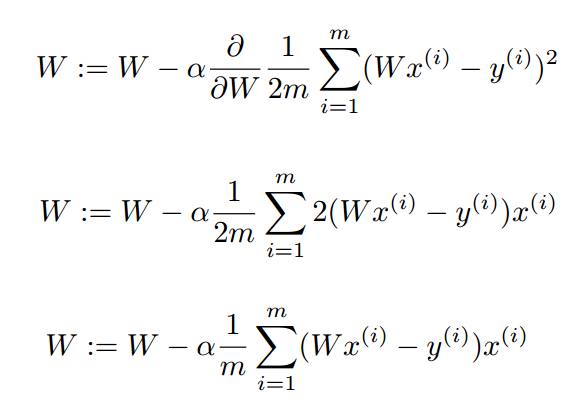 W := W − α ∂/∂W 1/2m ∑_{i=1}^{m} (Wx^{(i)} − y^{(i)})^2
W := W − α 1/2m ∑_{i=1}^{m} 2(Wx^{(i)} − y^{(i)})x^{(i)}
W := W − α 1/m ∑_{i=1}^{m} (Wx^{(i)} − y^{(i)})x^{(i)}